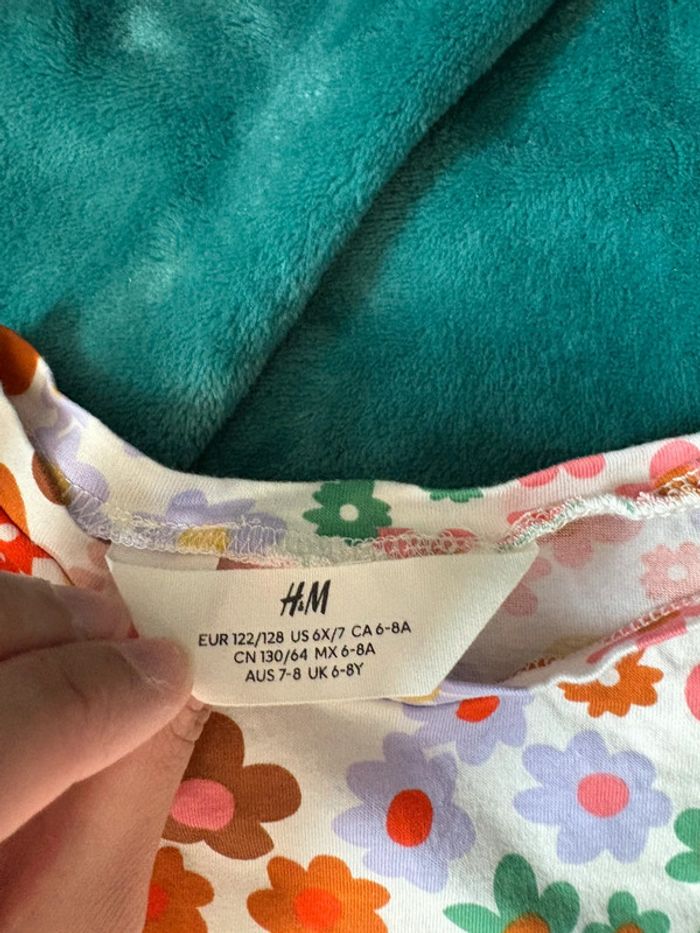 H&M
EUR 122/128 US 6X/7 CA 6-8A
CN 130/64 MX 6-8A
AUS 7-8 UK 6-8Y